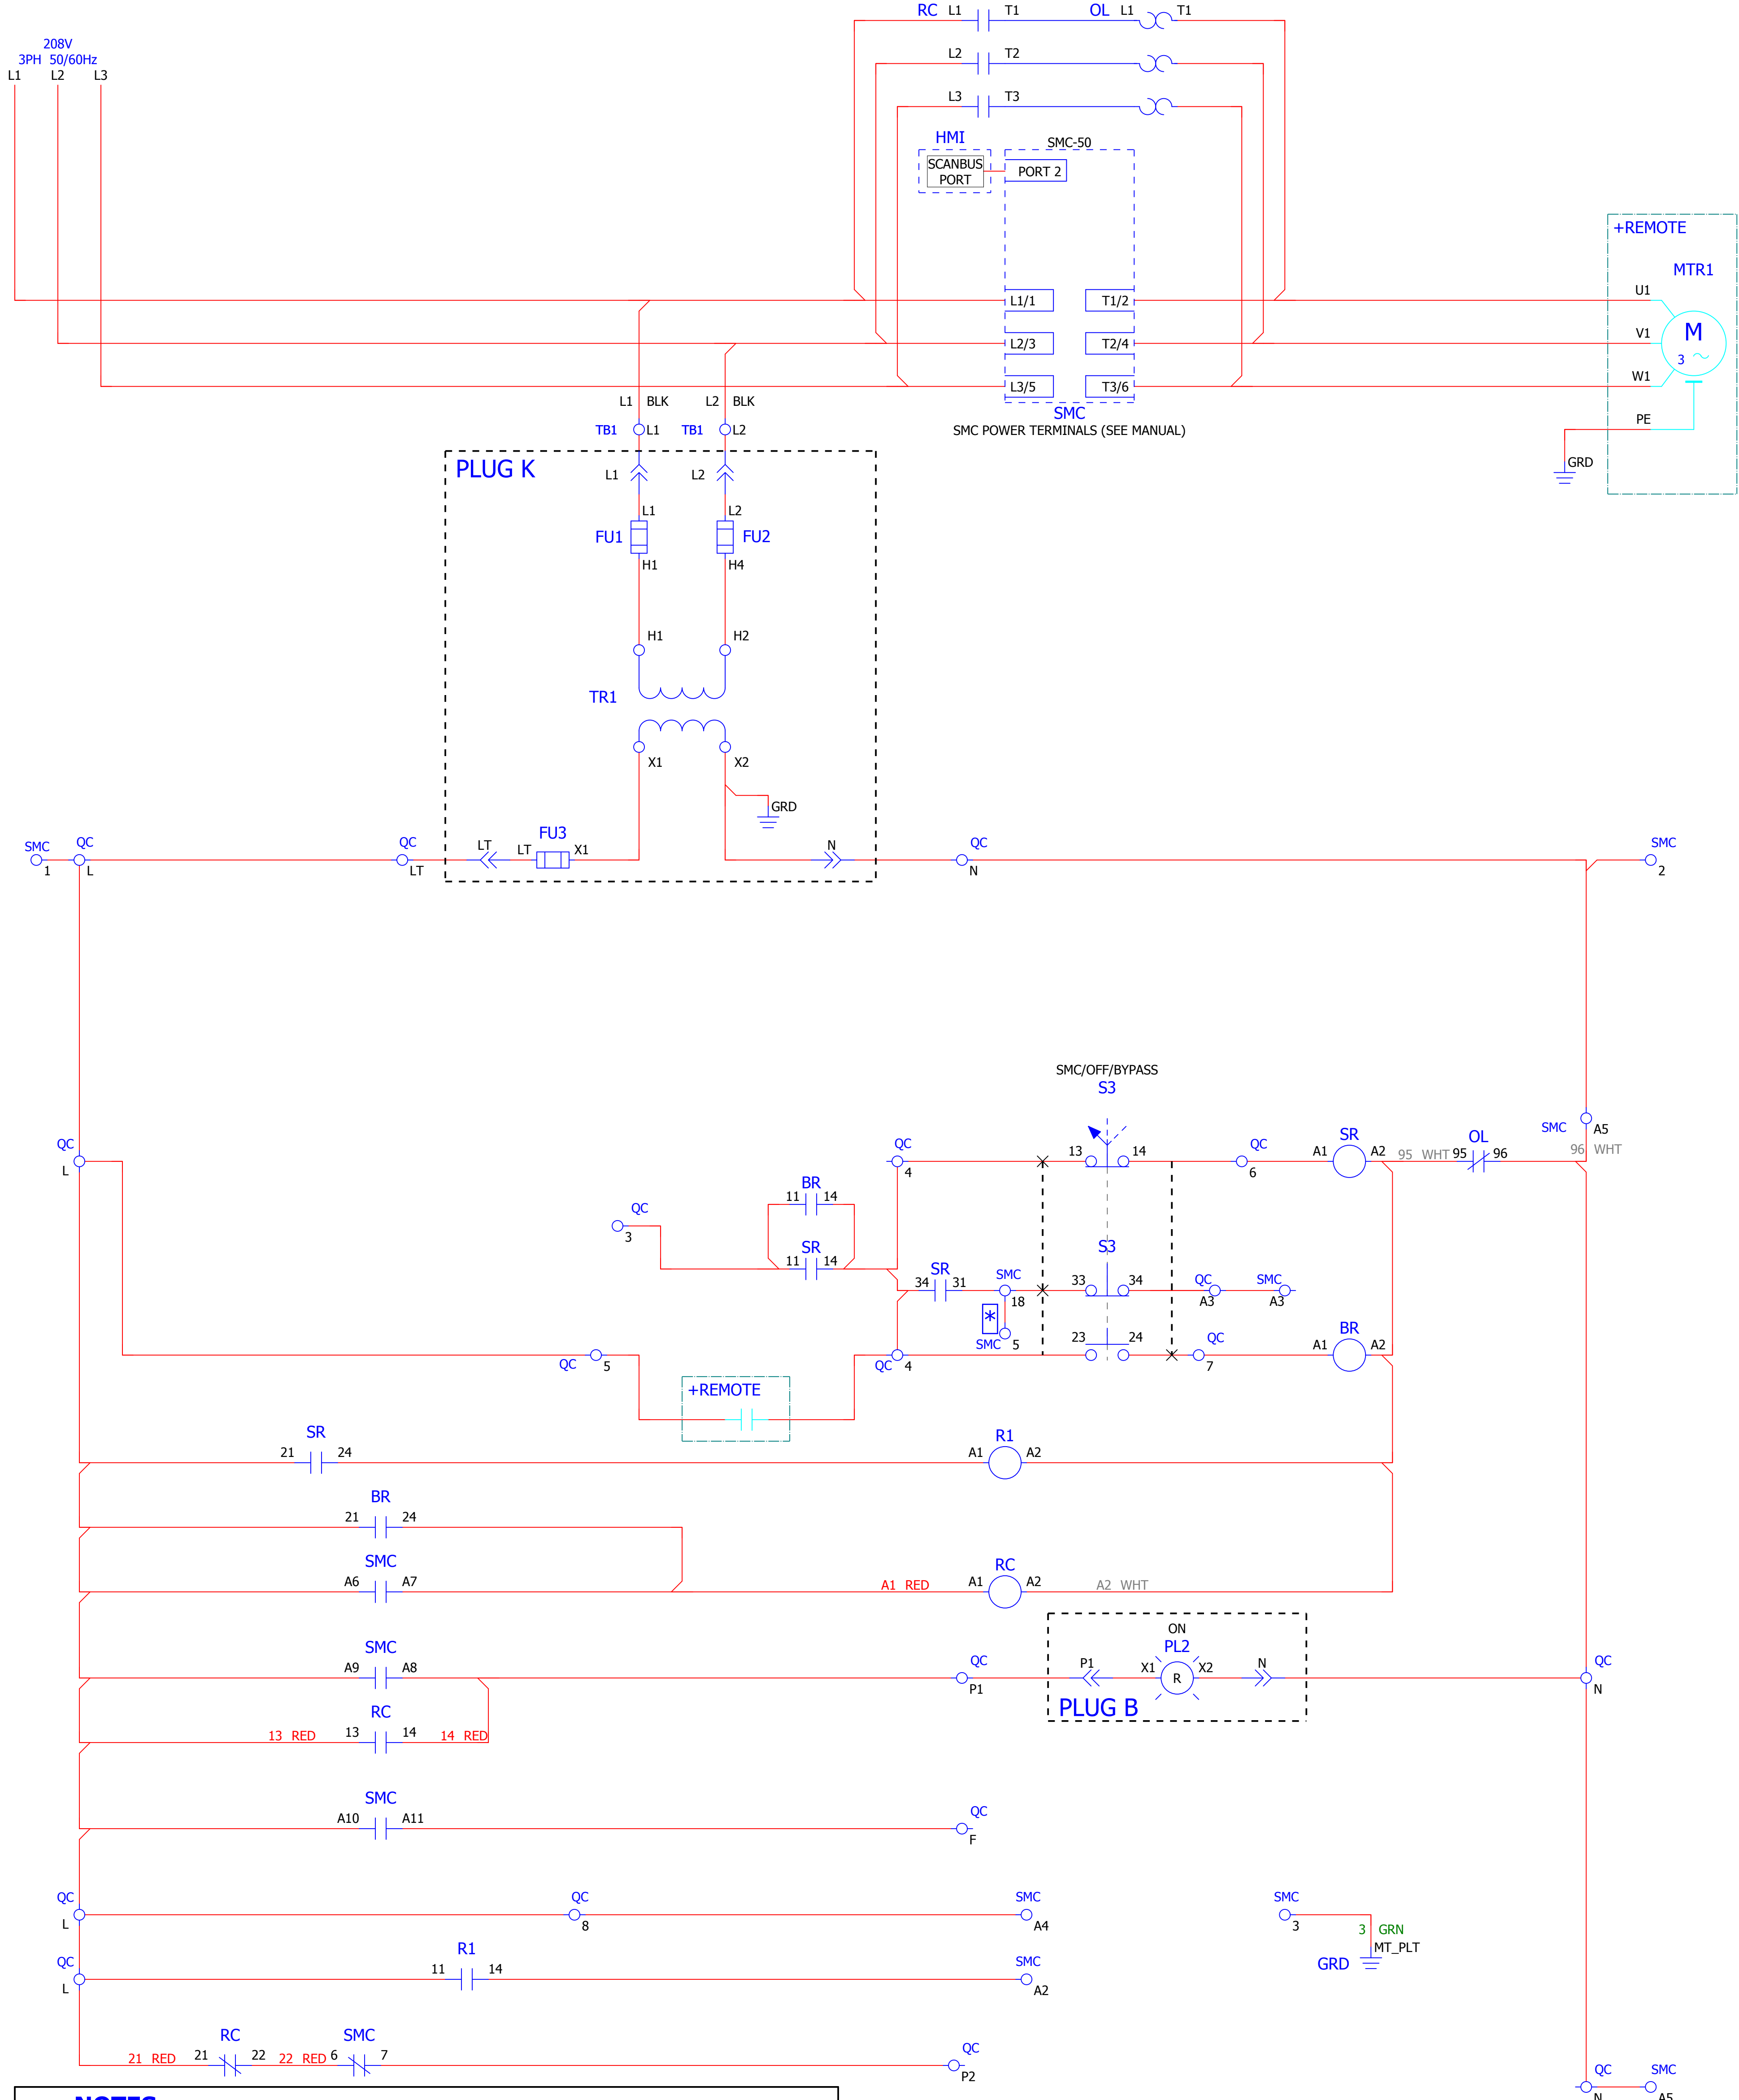 RC L1 T1 OL L1 T1
208V
3PH 50/60Hz
L1 L2 L3
L2 T2
L3 T3
HMI
SMC-50
SCANBUS
PORT
PORT 2
+REMOTE
MTR1
U1
L1/1 T1/2
M
3
V1
L2/3 T2/4
W1
L3/5 T3/6
L1 BLK L2 BLK
SMC
PE
TB1 L1 TB1 L2
SMC POWER TERMINALS (SEE MANUAL)
PLUG K
GRD
L1 L2
L1 L2
FU1 FU2
H1 H4
H1 H2
TR1
X1 X2
GRD
SMC QC QC FU3 QC SMC
LT LT X1 N
1 L LT N 2
SMC/OFF/BYPASS
S3
SMC A5
QC QC 13 14 QC SR OL
A1 A2 95 WHT 95 96 96 WHT
L 4 6
BR
11 14
QC
3
SR S3
11 14
SR SMC QC SMC
34 31 33 34
18 A3 A3
*
SMC 5
23 24 QC BR
A1 A2
QC 5 QC 4 7
+REMOTE
SR R1
21 24 A1 A2
BR
21 24
SMC RC
A6 A7 A1 RED A1 A2 A2 WHT
ON
SMC QC PL2 QC
A9 A8 P1 X1 R X2 N
P1 N
PLUG B
RC
13 RED 13 14 14 RED
SMC QC
A10 A11
F
QC QC SMC SMC
L 8 A4 3
3 GRN
MT_PLT
GRD
QC R1 SMC
11 14
L A2
RC SMC QC
21 RED 21 22 22 RED 6 7
P2
QC SMC
N A5
NOTES